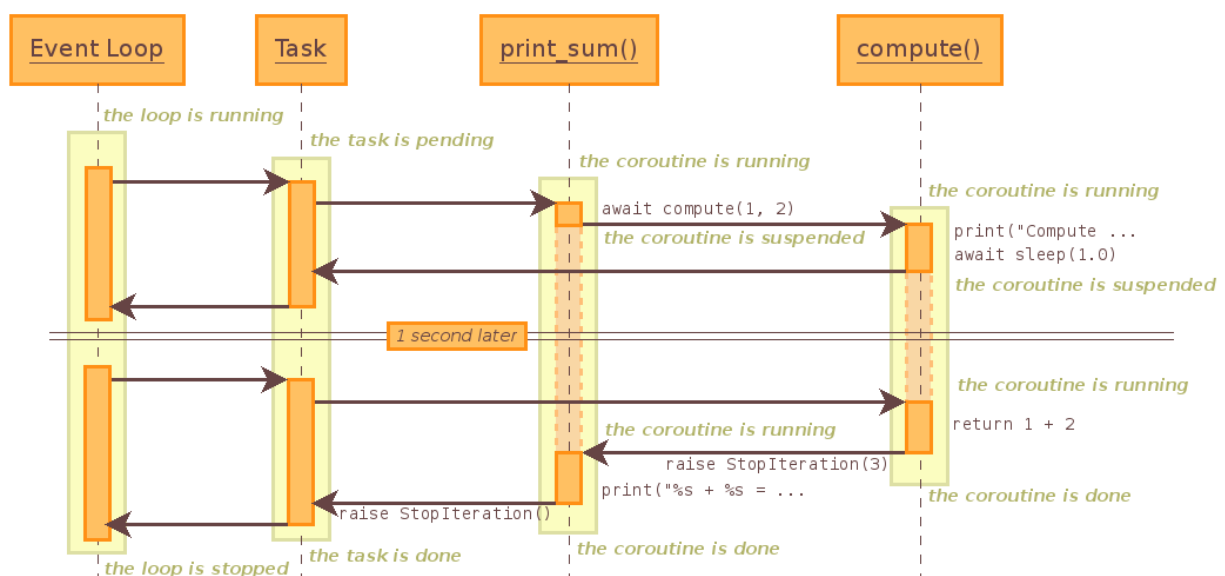 Event Loop
Task
print_sum()
compute()
the loop is running
the task is pending
the coroutine is running
the coroutine is running
await compute(1, 2)
print("Compute ...
the coroutine is suspended
await sleep(1.0)
the coroutine is suspended
1 second later
the coroutine is running
return 1 + 2
the coroutine is running
raise StopIteration(3)
print("%s + %s = ...
the coroutine is done
raise StopIteration()
the coroutine is done
the task is done
the loop is stopped